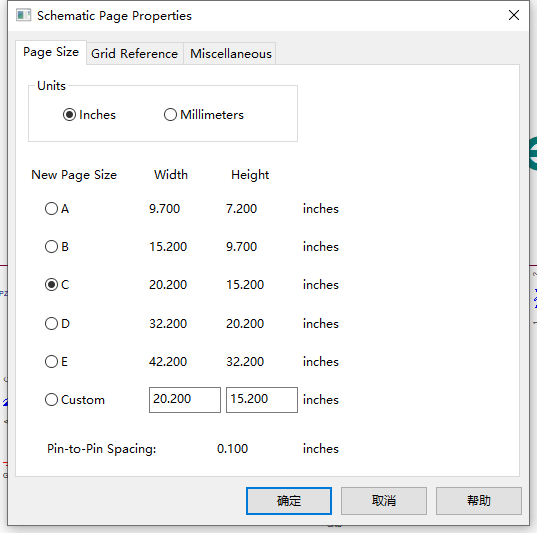 Schematic Page Properties
Page Size Grid Reference Miscellaneous
Units
Inches Millimeters
New Page Size Width Height
A 9.700 7.200 inches
B 15.200 9.700 inches
C 20.200 15.200 inches
D 32.200 20.200 inches
E 42.200 32.200 inches
Custom 20.200 15.200 inches
Pin-to-Pin Spacing: 0.100 inches
确定 取消 帮助